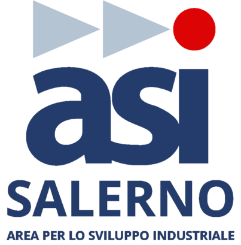 asi
SALERNO
AREA PER LO SVILUPPO INDUSTRIALE